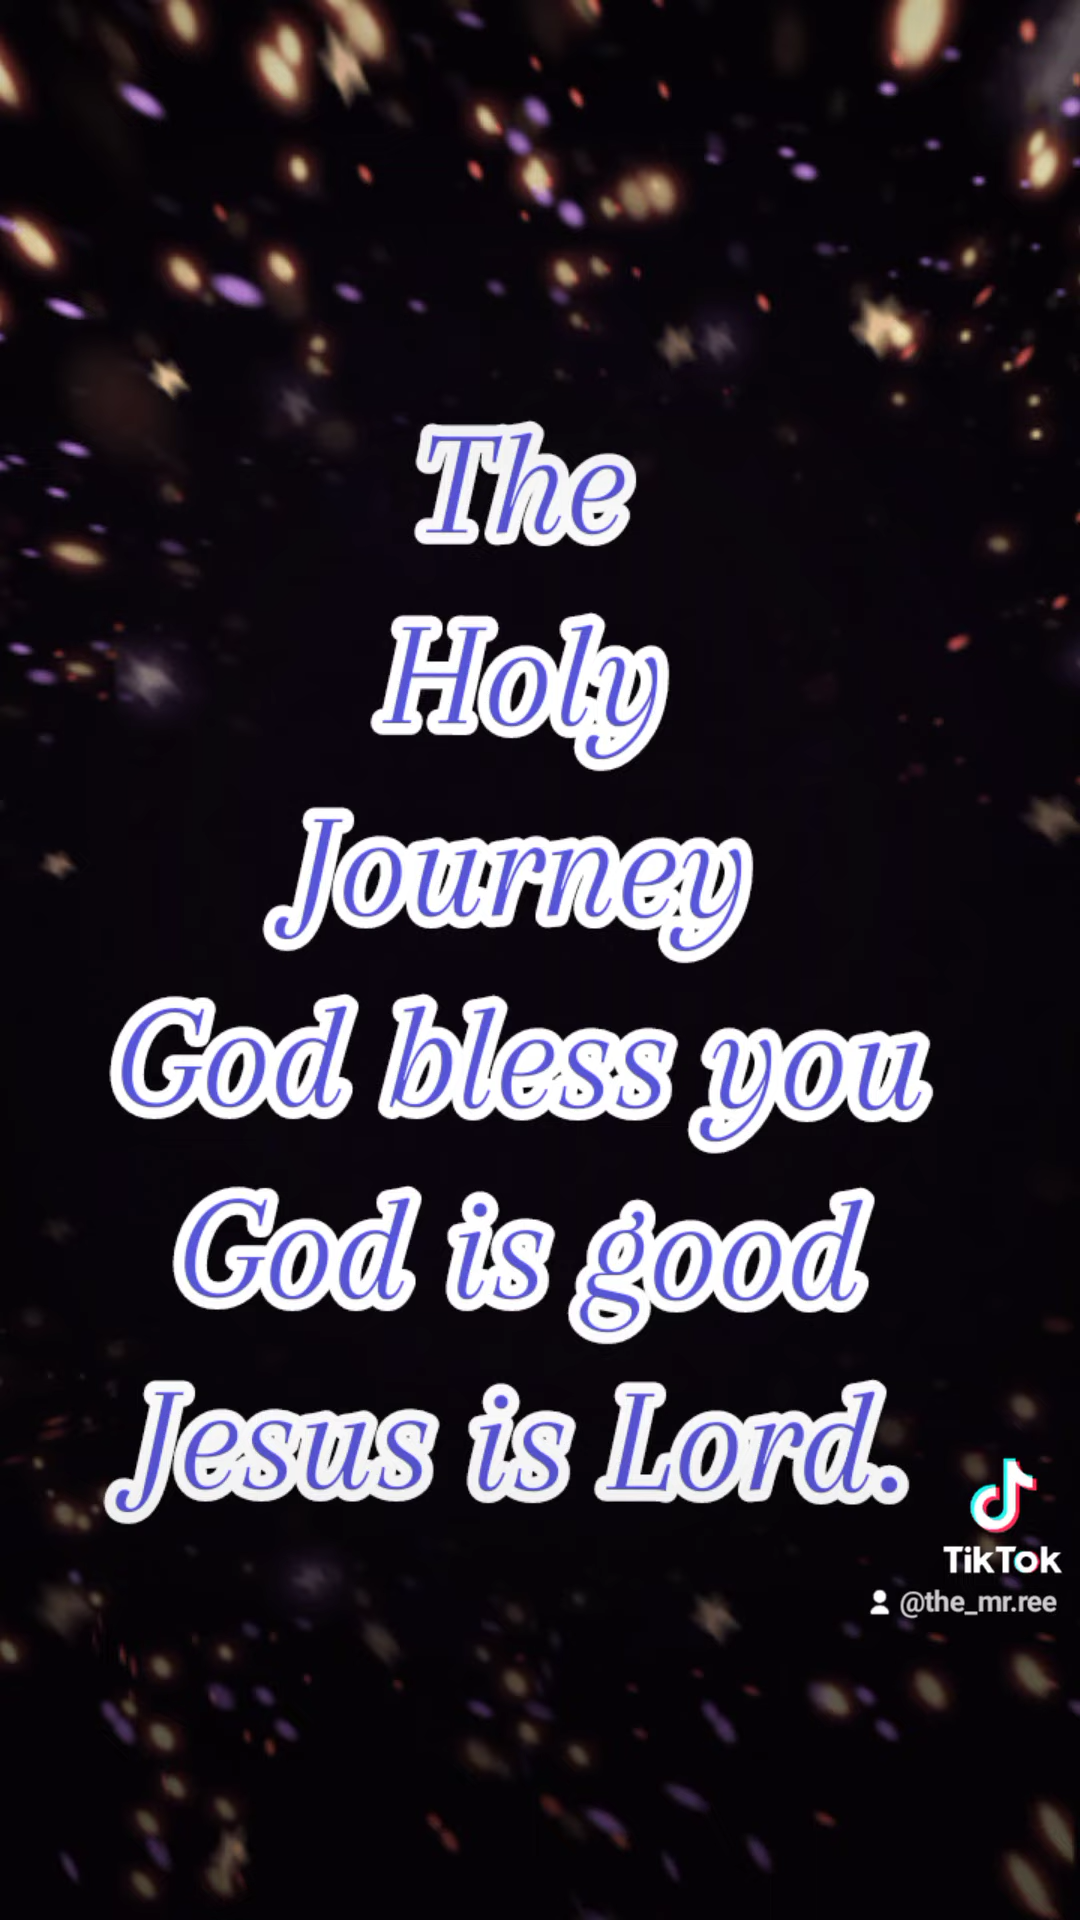 The
Holy
Journey
God bless you
God is good
Jesus is Lord.
TikTok
@the_mr.ree